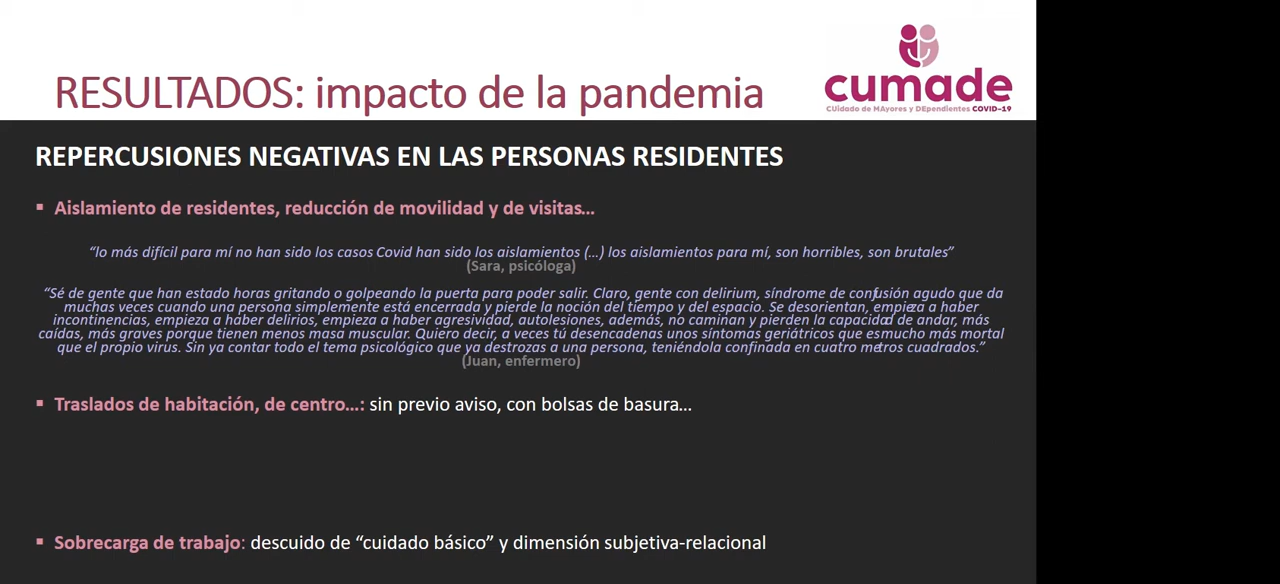 RESULTADOS: impacto de la pandemia
cumade
CUidado de MAyores y DEpendientes COVID-19
REPERCUSIONES NEGATIVAS EN LAS PERSONAS RESIDENTES
▪ Aislamiento de residentes, reducción de movilidad y de visitas...
“lo más difícil para mí no han sido los casos Covid han sido los aislamientos (...) los aislamientos para mí, son horribles, son brutales”
(Sara, psicóloga)
“Sé de gente que han estado horas gritando o golpeando la puerta para poder salir. Claro, gente con delirium, síndrome de confusión agudo que da
muchas veces cuando una persona simplemente está encerrada y pierde la noción del tiempo y del espacio. Se desorientan, empieza a haber
incontinencias, empieza a haber delirios, empieza a haber agresividad, autolesiones, además, no caminan y pierden la capacidad de andar, más
caídas, más graves porque tienen menos masa muscular. Quiero decir, a veces tú desencadenas unos síntomas geriátricos que es mucho más mortal
que el propio virus. Sin ya contar todo el tema psicológico que ya destrozas a una persona, teniéndola confinada en cuatro metros cuadrados.”
(Juan, enfermero)
▪ Traslados de habitación, de centro...: sin previo aviso, con bolsas de basura...
▪ Sobrecarga de trabajo: descuido de “cuidado básico” y dimensión subjetiva-relacional